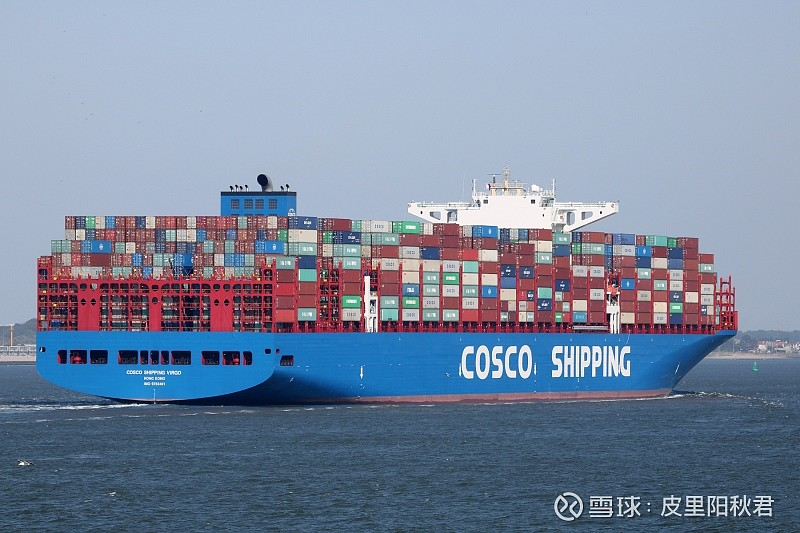 COSCO SHIPPING
COSCO SHIPPING VIRGO
HONG KONG
雪球：皮里阳秋君